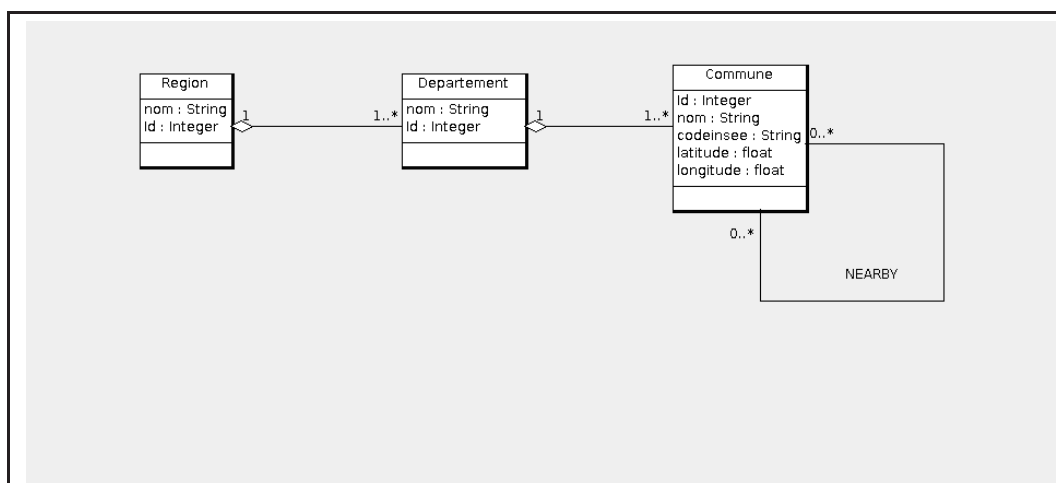 Region
nom : String
Id : Integer
1
1..*
Departement
nom : String
Id : Integer
1
1..*
Commune
Id : Integer
nom : String
codeinsee : String
latitude : float
longitude : float
0..*
0..*
NEARBY